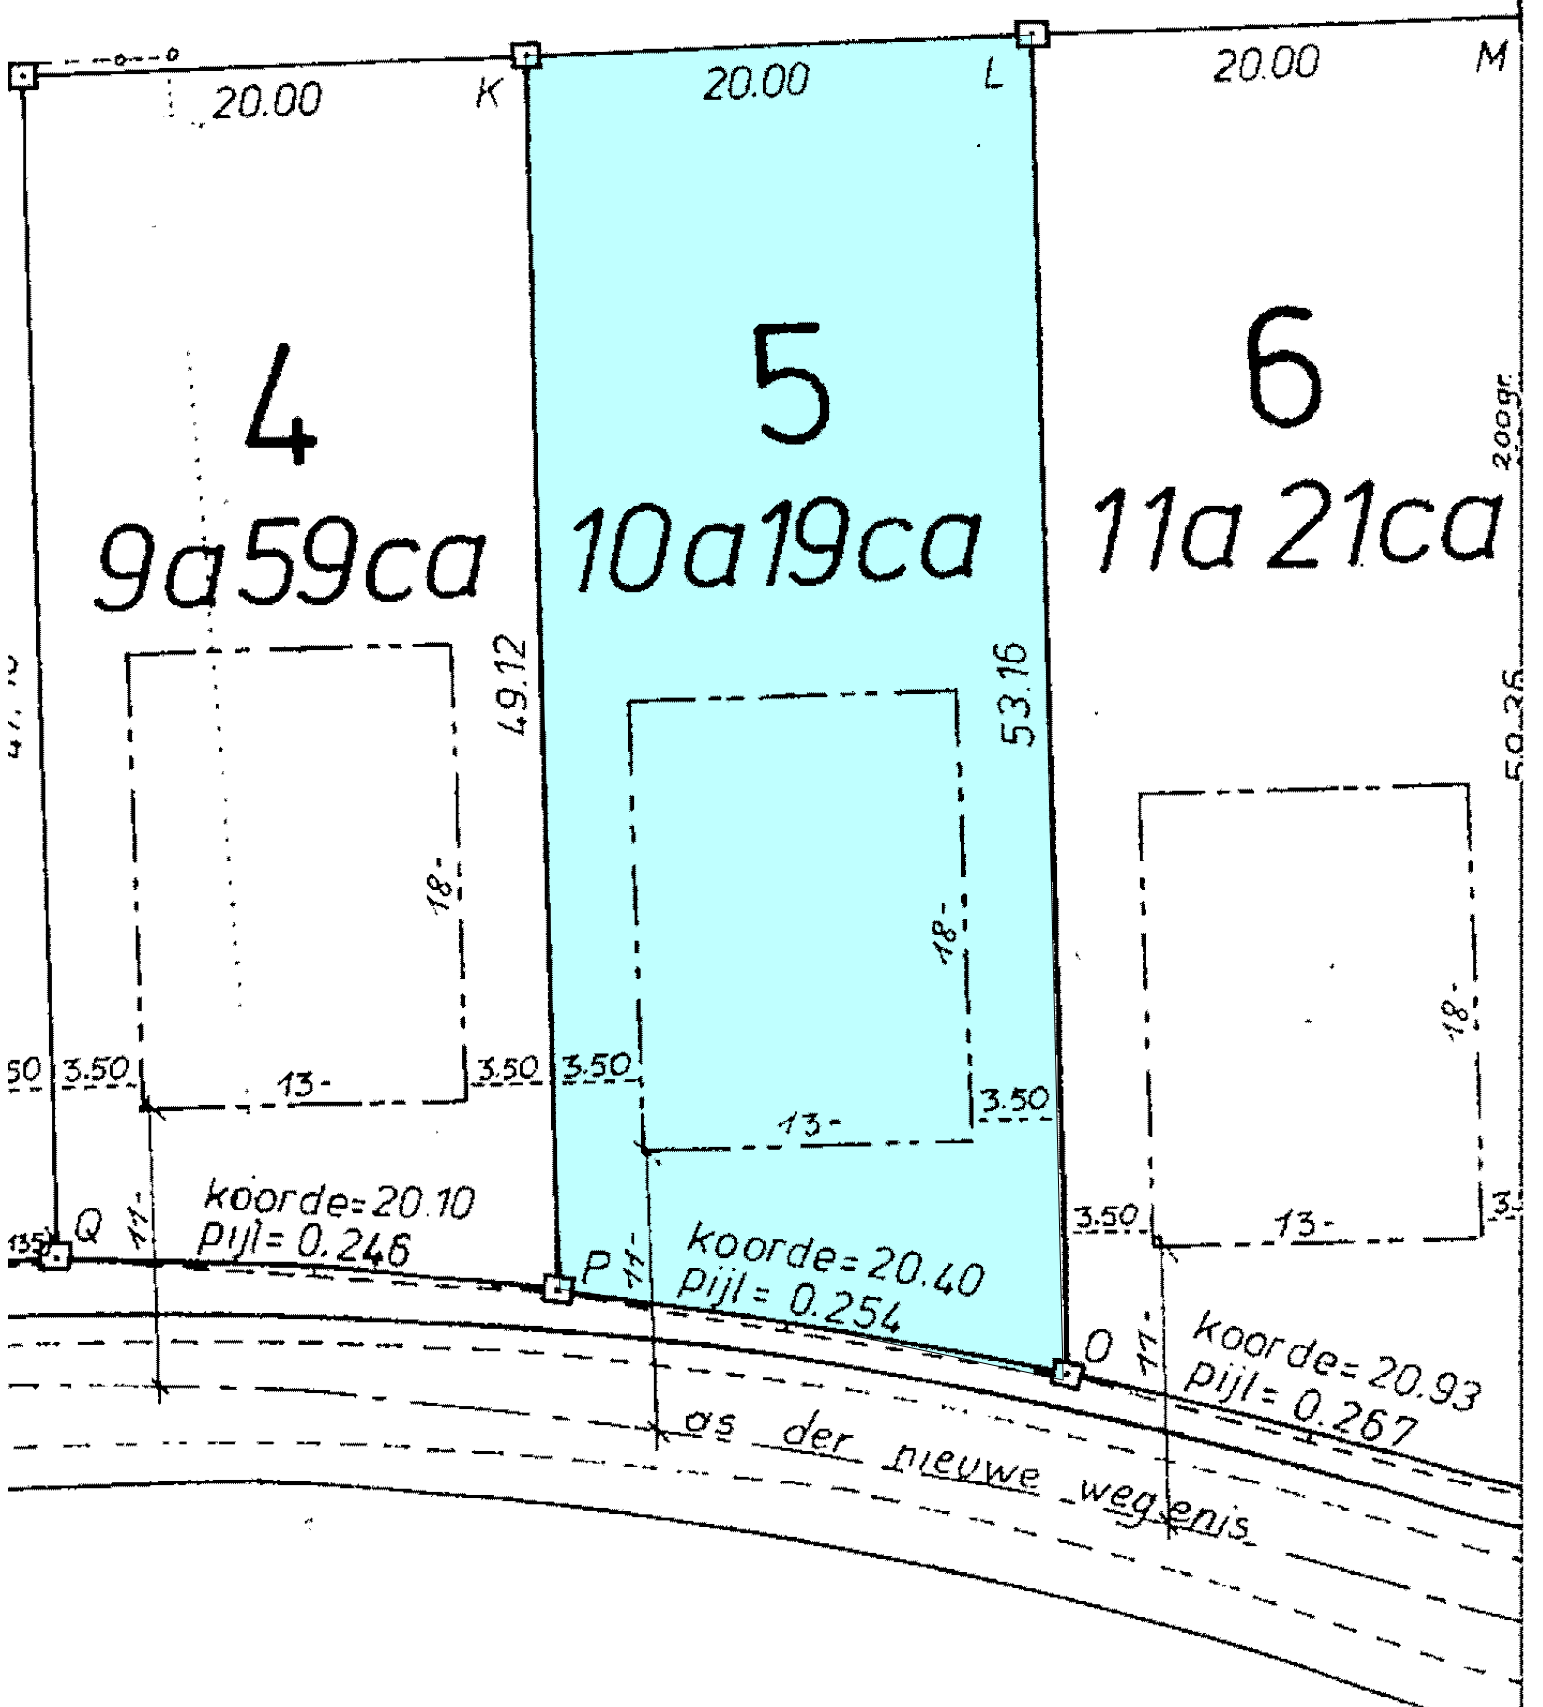 20.00 K 20.00 L 20.00 M
4 5 6
200gr.
9a59ca 10a19ca 11a21ca
49.12 53.16
18- 18- 18-
50 3.50 13- 3.50 3.50 13- 3.50
3.50 13- 3.
Q 11- koorde=20.10
pijl=0.246
P 11- koorde=20.40
pijl= 0.254
O 11- koorde=20.93
pijl= 0.267
as der nieuwe wegenis